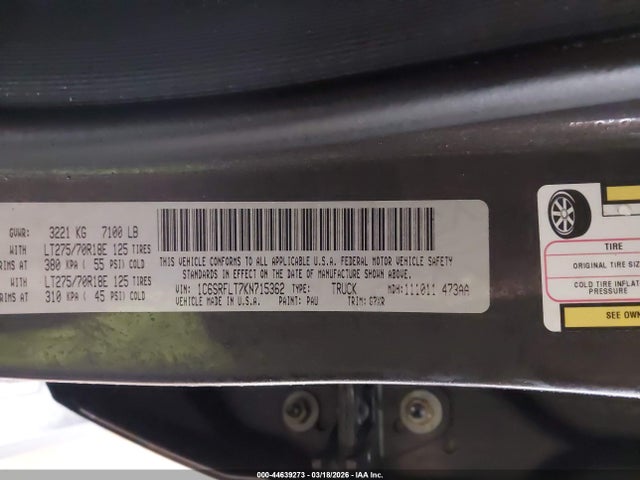 GVWR: 3221 KG 7100 LB
WITH LT275/70R18E 125 TIRES
RIMS AT 380 KPA ( 55 PSI) COLD
WITH LT275/70R18E 125 TIRES
RIMS AT 310 KPA ( 45 PSI) COLD
THIS VEHICLE CONFORMS TO ALL APPLICABLE U.S.A. FEDERAL MOTOR VEHICLE SAFETY
STANDARDS IN EFFECT ON THE DATE OF MANUFACTURE SHOWN ABOVE.
VIN: 1C6SRFLT7KN715362 TYPE: TRUCK MDH: 111011 473AA
VEHICLE MADE IN U.S.A. PAINT: PAU TRIM: C7XR
TIRE
ORIGINAL TIRE SIZE
COLD TIRE INFLAT
PRESSURE
SEE OWN
000-44639273 - 03/18/2026 - IAA Inc.